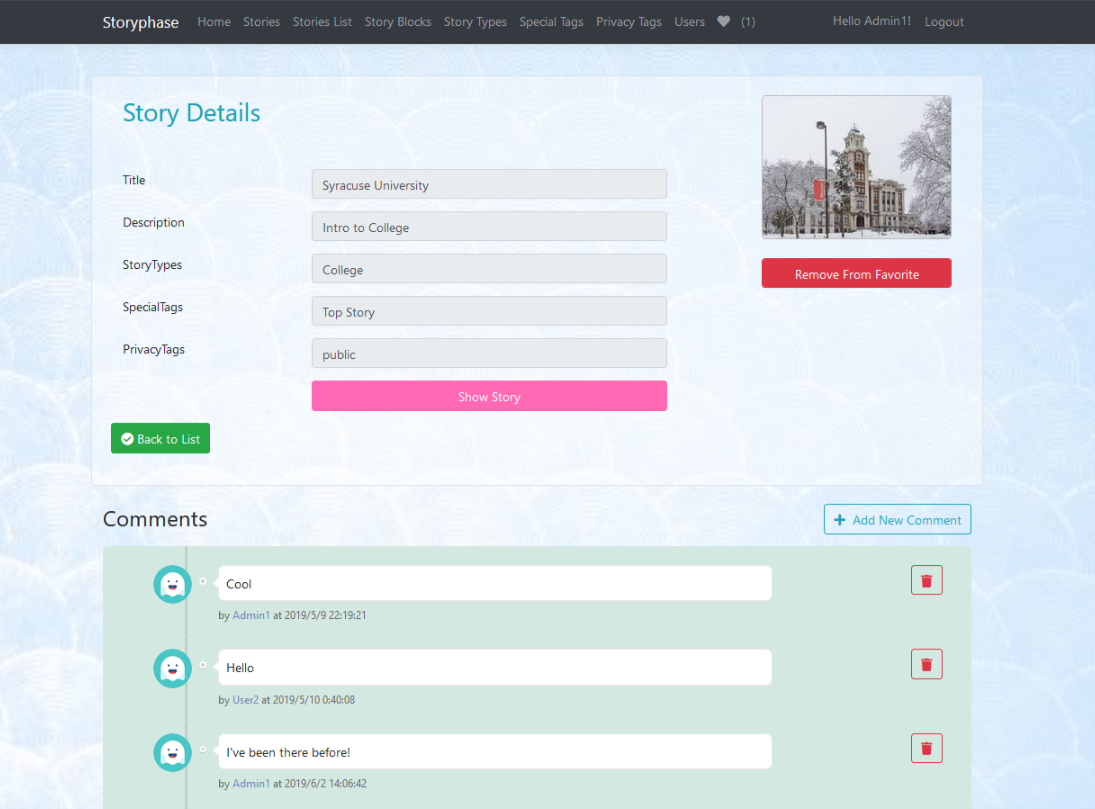 Storyphase Home Stories Stories List Story Blocks Story Types Special Tags Privacy Tags Users (1) Hello Admin1! Logout
Story Details
Title Syracuse University
Description Intro to College
StoryTypes College
SpecialTags Top Story
PrivacyTags public
Remove From Favorite
Show Story
Back to List
Comments
Add New Comment
Cool
by Admin1 at 2019/5/9 22:19:21
Hello
by User2 at 2019/5/10 0:40:08
I've been there before!
by Admin1 at 2019/6/2 14:06:42